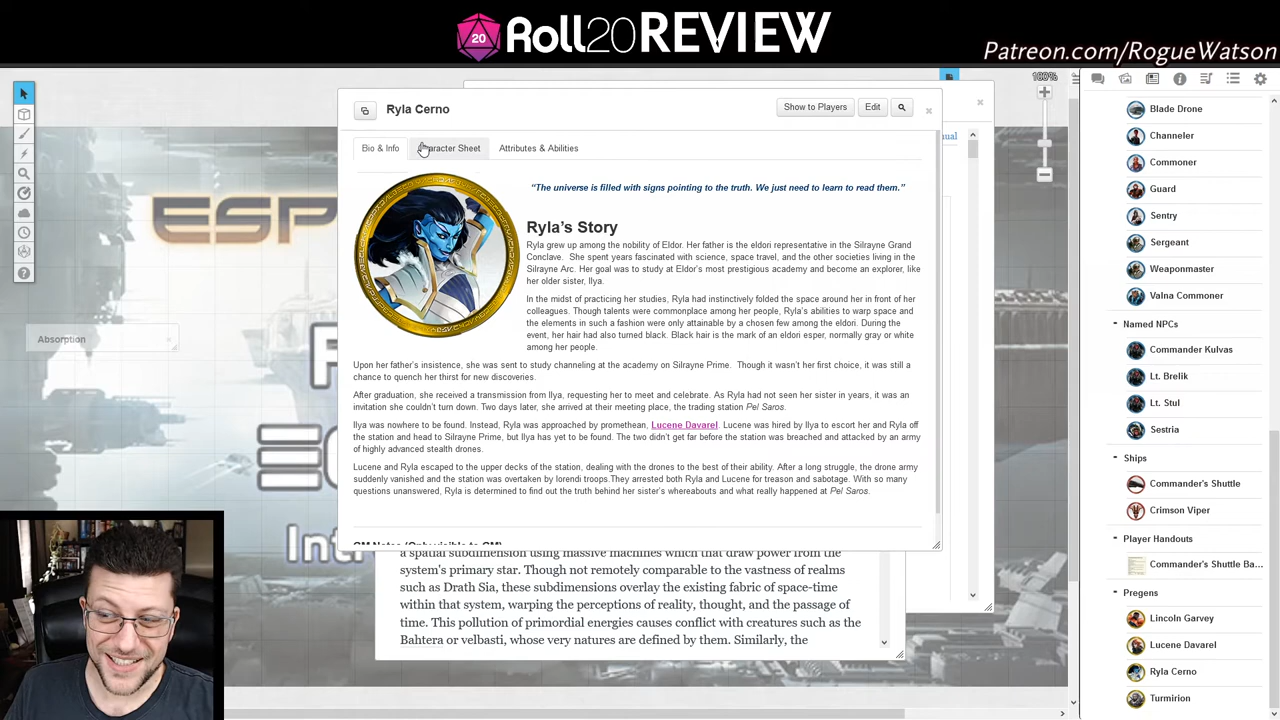 20 Roll20 REVIEW
Patreon.com/RogueWatson
Ryla Cerno
Show to Players
Edit
Bio & Info
Character Sheet
Attributes & Abilities
“The universe is filled with signs pointing to the truth. We just need to learn to read them.”
Ryla’s Story
Ryla grew up among the nobility of Eldor. Her father is the eldori representative in the Silrayne Grand
Conclave. She spent years fascinated with science, space travel, and the other societies living in the
Silrayne Arc. Her goal was to study at Eldor’s most prestigious academy and become an explorer, like
her older sister, Ilya.
In the midst of practicing her studies, Ryla had instinctively folded the space around her in front of her
colleagues. Though talents were commonplace among her people, Ryla’s abilities to warp space and
the elements in such a fashion were only attainable by a chosen few among the eldori. During the
event, her hair had also turned black. Black hair is the mark of an eldori esper, normally gray or white
among her people.
Upon her father’s insistence, she was sent to study channeling at the academy on Silrayne Prime. Though it wasn’t her first choice, it was still a
chance to quench her thirst for new discoveries.
After graduation, she received a transmission from Ilya, requesting her to meet and celebrate. As Ryla had not seen her sister in years, it was an
invitation she couldn’t turn down. Two days later, she arrived at their meeting place, the trading station Pel Saros.
Ilya was nowhere to be found. Instead, Ryla was approached by promethean, Lucene Davarel. Lucene was hired by Ilya to escort her and Ryla off
the station and head to Silrayne Prime, but Ilya has yet to be found. The two didn’t get far before the station was breached and attacked by an army
of highly advanced stealth drones.
Lucene and Ryla escaped to the upper decks of the station, dealing with the drones to the best of their ability. After a long struggle, the drone army
suddenly vanished and the station was overtaken by lorendi troops.They arrested both Ryla and Lucene for treason and sabotage. With so many
questions unanswered, Ryla is determined to find out the truth behind her sister’s whereabouts and what really happened at Pel Saros.
a spatial subdimension using massive machines which that draw power from the
system's primary star. Though not remotely comparable to the vastness of realms
such as Drath Sia, these subdimensions overlay the existing fabric of space-time
within that system, warping the perceptions of reality, thought, and the passage of
time. This pollution of primordial energies causes conflict with creatures such as the
Bahtera or velbasti, whose very natures are defined by them. Similarly, the
Absorption
ESP
Int
100%
Blade Drone
Channeler
Commoner
Guard
Sentry
Sergeant
Weaponmaster
Valna Commoner
Named NPCs
Commander Kulvas
Lt. Brelik
Lt. Stul
Sestria
Ships
Commander's Shuttle
Crimson Viper
Player Handouts
Commander's Shuttle Ba...
Pregens
Lincoln Garvey
Lucene Davarel
Ryla Cerno
Turmirion